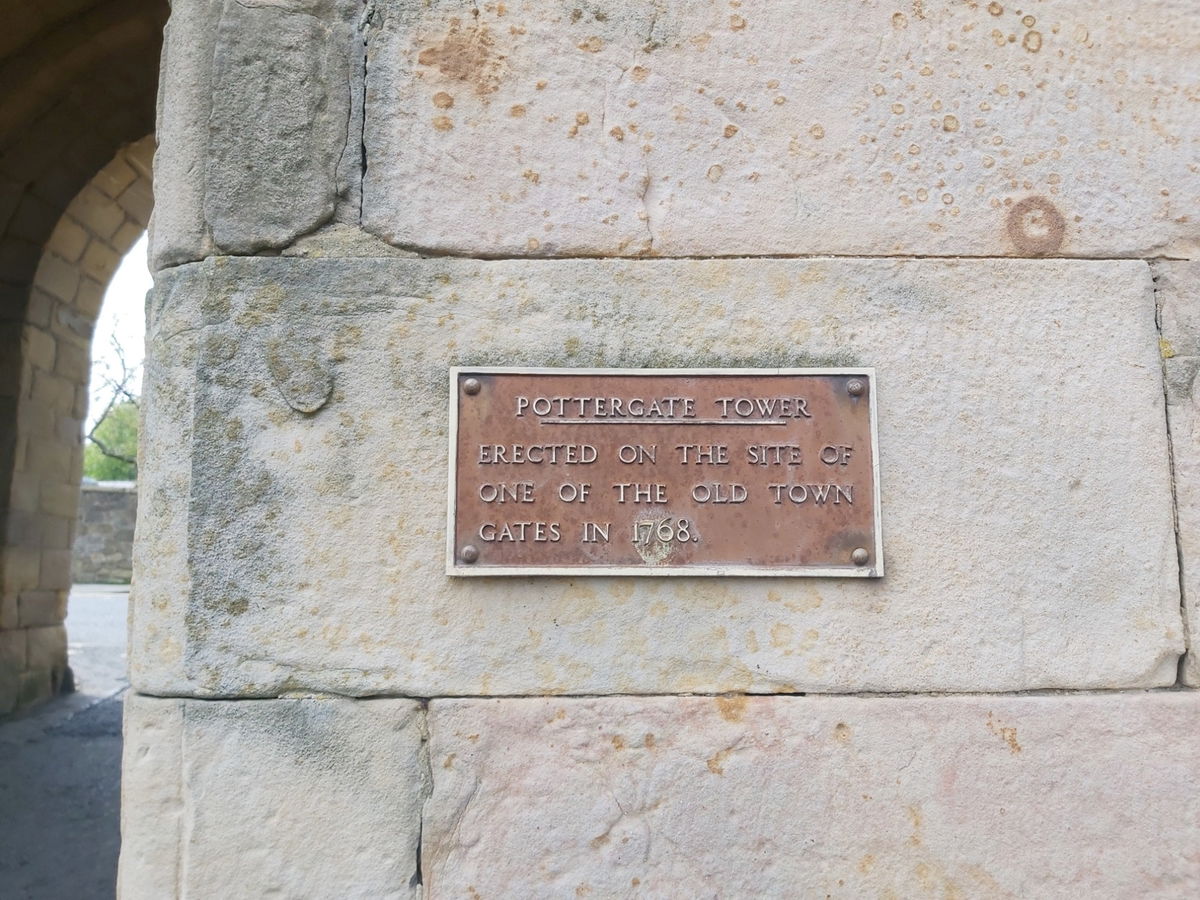 POTTERGATE TOWER
ERECTED ON THE SITE OF
ONE OF THE OLD TOWN
GATES IN 1768.